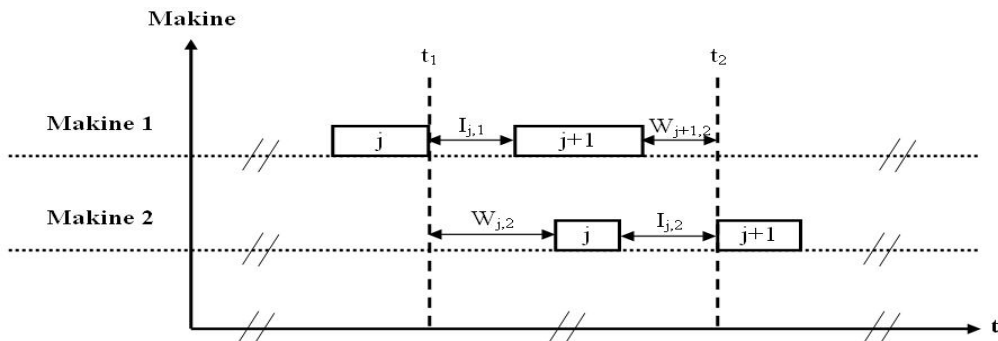 Makine
t1 t2
Makine 1 j Ij,1 j+1 Wj+1,2
Makine 2 Wj,2 j Ij,2 j+1
t